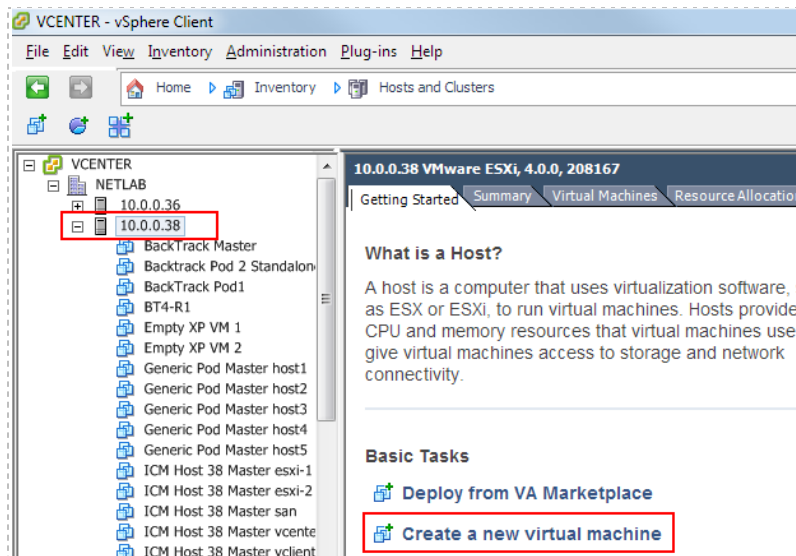 VCENTER - vSphere Client
File Edit View Inventory Administration Plug-ins Help
Home Inventory Hosts and Clusters
VCENTER
NETLAB
10.0.0.36
10.0.0.38
BackTrack Master
Backtrack Pod 2 Standalon
BackTrack Pod1
BT4-R1
Empty XP VM 1
Empty XP VM 2
Generic Pod Master host1
Generic Pod Master host2
Generic Pod Master host3
Generic Pod Master host4
Generic Pod Master host5
ICM Host 38 Master esxi-1
ICM Host 38 Master esxi-2
ICM Host 38 Master san
ICM Host 38 Master vcente
ICM Host 38 Master vclient
10.0.0.38 VMware ESXi, 4.0.0, 208167
Getting Started Summary Virtual Machines Resource Allocation
What is a Host?
A host is a computer that uses virtualization software,
as ESX or ESXi, to run virtual machines. Hosts provide
CPU and memory resources that virtual machines use
give virtual machines access to storage and network
connectivity.
Basic Tasks
Deploy from VA Marketplace
Create a new virtual machine